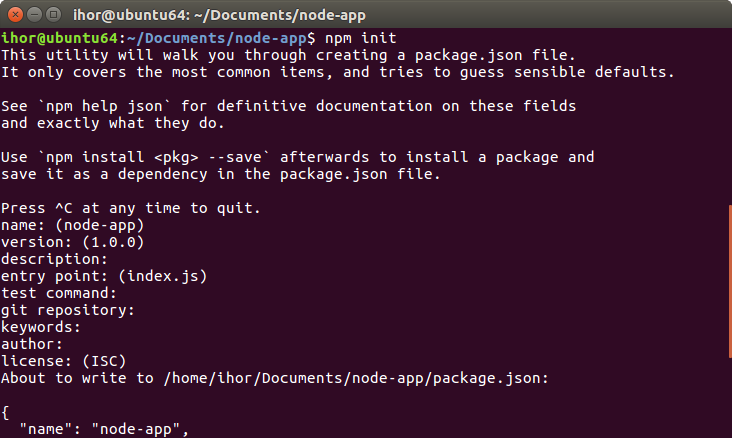 ihor@ubuntu64: ~/Documents/node-app
ihor@ubuntu64:~/Documents/node-app$ npm init
This utility will walk you through creating a package.json file.
It only covers the most common items, and tries to guess sensible defaults.
See `npm help json` for definitive documentation on these fields
and exactly what they do.
Use `npm install <pkg> --save` afterwards to install a package and
save it as a dependency in the package.json file.
Press ^C at any time to quit.
name: (node-app)
version: (1.0.0)
description:
entry point: (index.js)
test command:
git repository:
keywords:
author:
license: (ISC)
About to write to /home/ihor/Documents/node-app/package.json:
{
"name": "node-app",